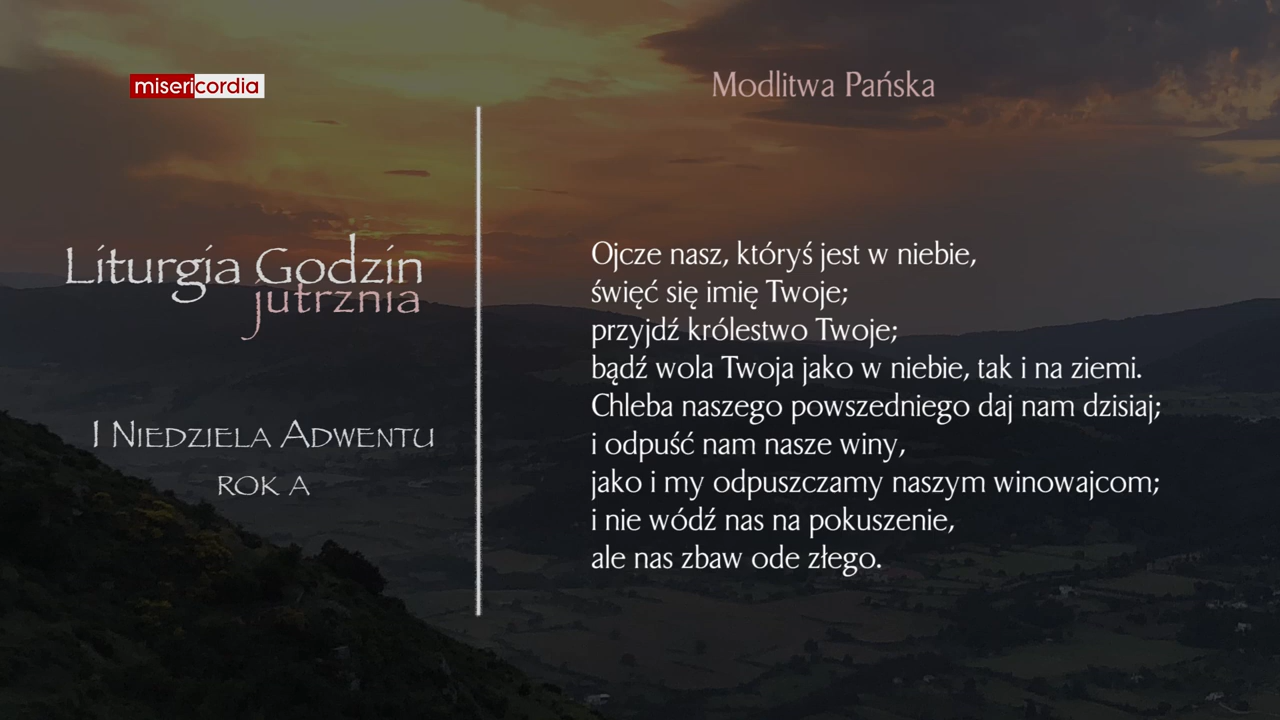 misericordia
Liturgia Godzin
jutrznia
I Niedziela Adwentu
rok A
Modlitwa Pańska
Ojcze nasz, któryś jest w niebie,
święć się imię Twoje;
przyjdź królestwo Twoje;
bądź wola Twoja jako w niebie, tak i na ziemi.
Chleba naszego powszedniego daj nam dzisiaj;
i odpuść nam nasze winy,
jako i my odpuszczamy naszym winowajcom;
i nie wódź nas na pokuszenie,
ale nas zbaw ode złego.